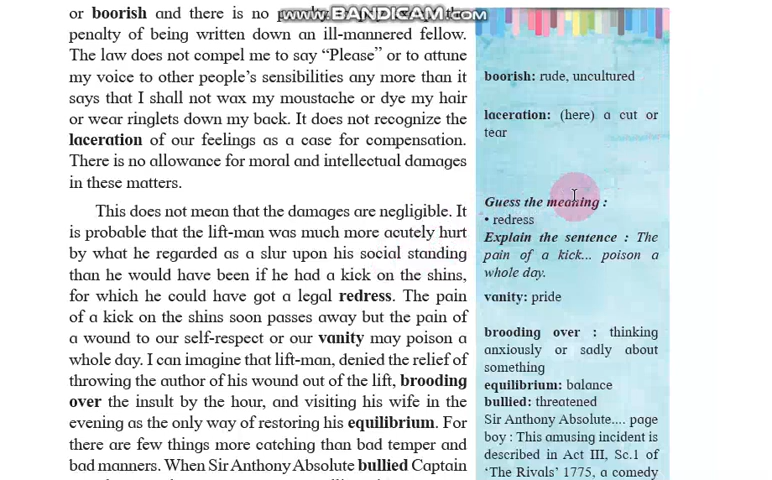 WWW.BANDICAM.COM
or boorish and there is no
penalty of being written down an ill-mannered fellow.
The law does not compel me to say “Please” or to attune
my voice to other people’s sensibilities any more than it
says that I shall not wax my moustache or dye my hair
or wear ringlets down my back. It does not recognize the
laceration of our feelings as a case for compensation.
There is no allowance for moral and intellectual damages
in these matters.
This does not mean that the damages are negligible. It
is probable that the lift-man was much more acutely hurt
by what he regarded as a slur upon his social standing
than he would have been if he had a kick on the shins,
for which he could have got a legal redress. The pain
of a kick on the shins soon passes away but the pain of
a wound to our self-respect or our vanity may poison a
whole day. I can imagine that lift-man, denied the relief of
throwing the author of his wound out of the lift, brooding
over the insult by the hour, and visiting his wife in the
evening as the only way of restoring his equilibrium. For
there are few things more catching than bad temper and
bad manners. When Sir Anthony Absolute bullied Captain
boorish: rude, uncultured
laceration: (here) a cut or
tear
Guess the meaning :
• redress
Explain the sentence : The
pain of a kick... poison a
whole day.
vanity: pride
brooding over : thinking
anxiously or sadly about
something
equilibrium: balance
bullied: threatened
Sir Anthony Absolute.... page
boy : This amusing incident is
described in Act III, Sc.1 of
‘The Rivals’ 1775, a comedy